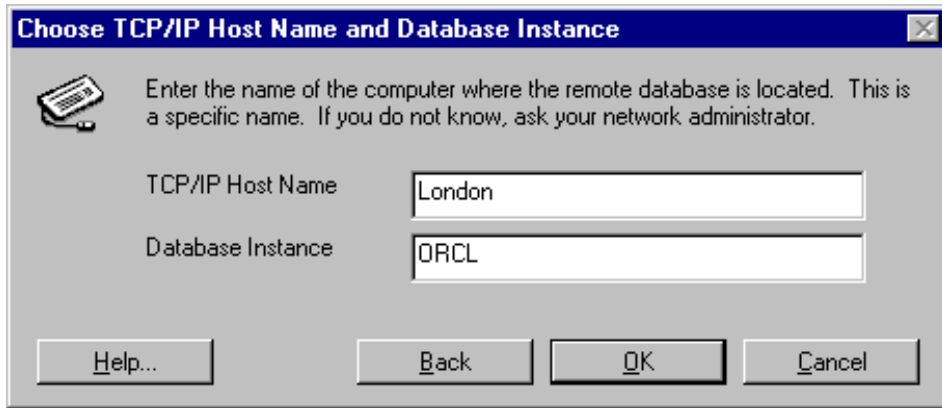 Choose TCP/IP Host Name and Database Instance
Enter the name of the computer where the remote database is located.  This is
a specific name.  If you do not know, ask your network administrator.
TCP/IP Host Name
London
Database Instance
ORCL
Help...
Back
OK
Cancel